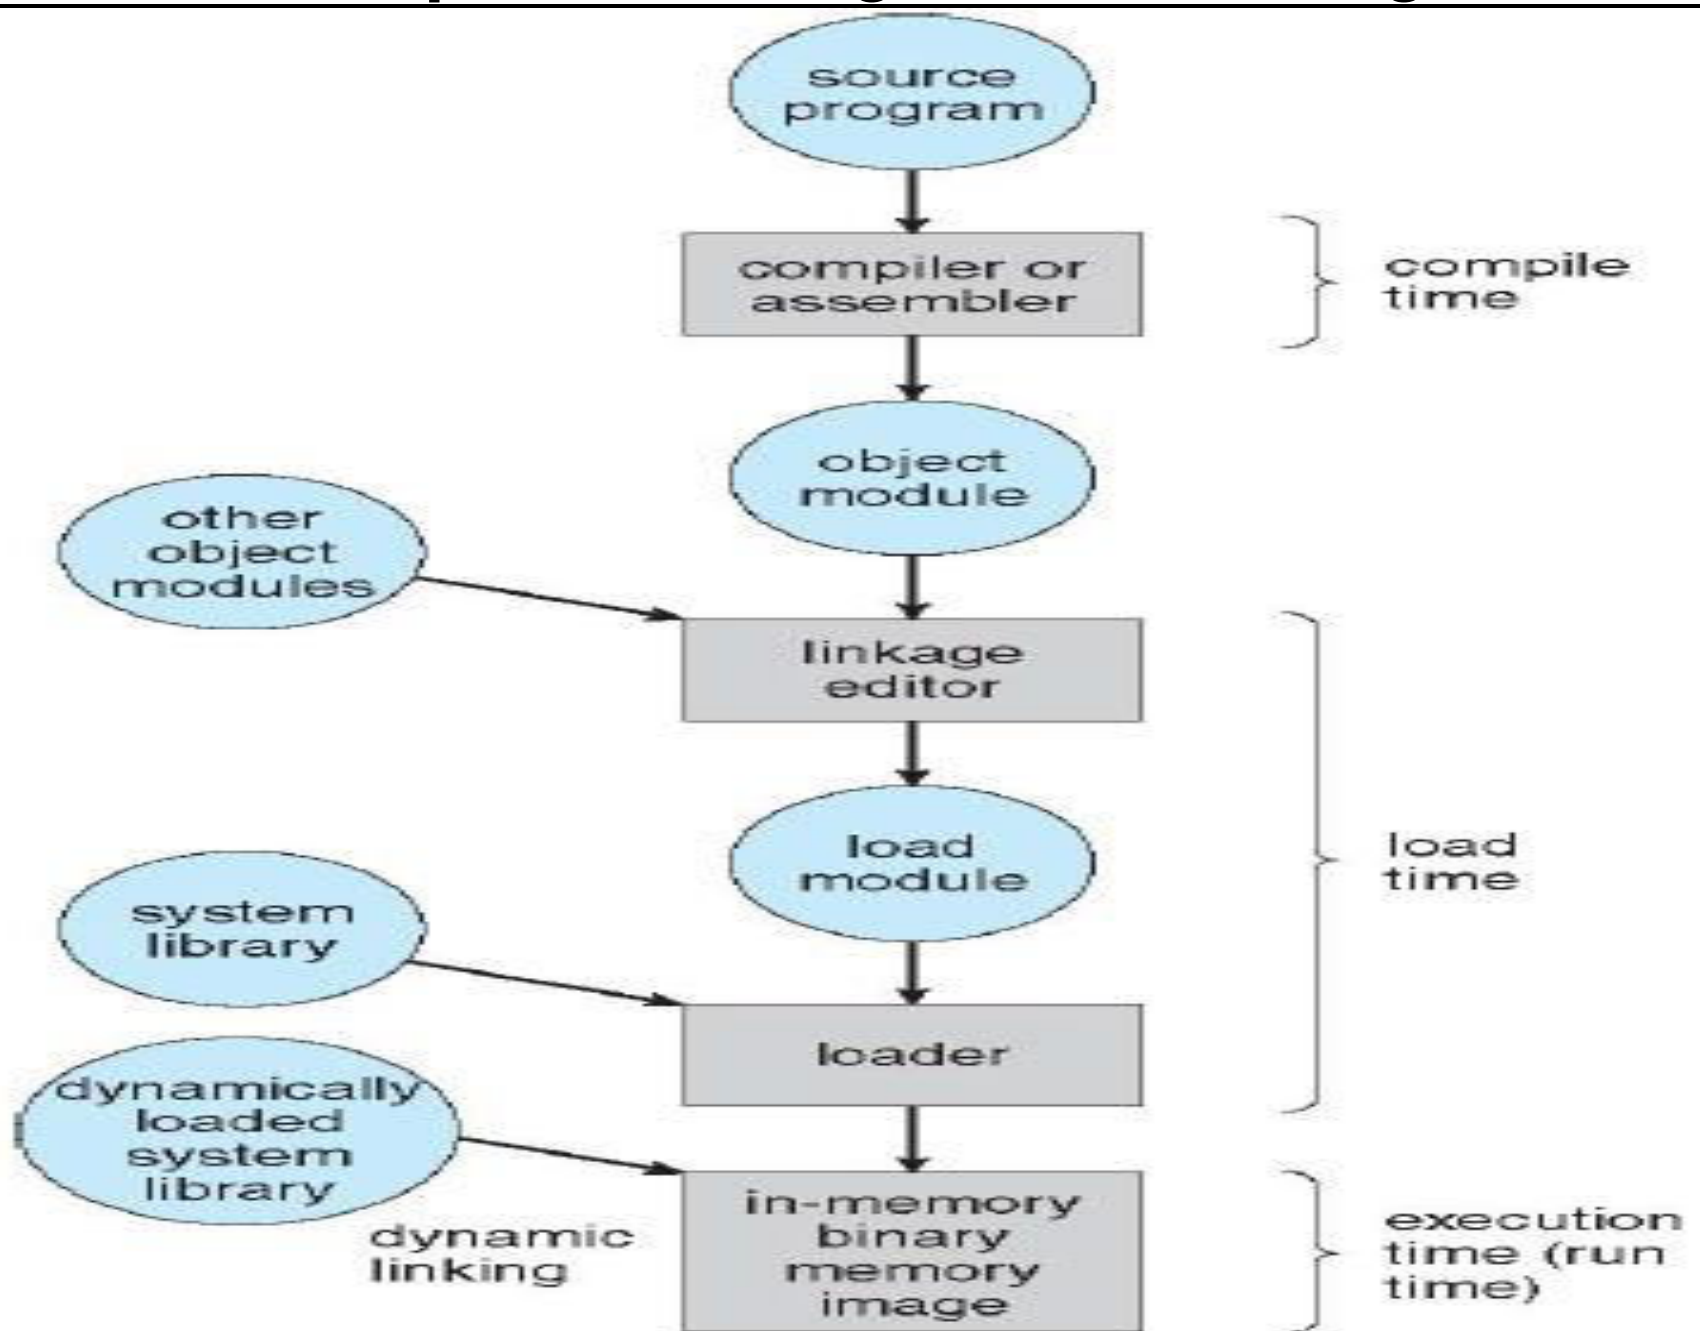 source
program
compiler or
assembler
compile
time
object
module
other
object
modules
linkage
editor
load
module
load
time
system
library
loader
dynamically
loaded
system
library
dynamic
linking
in-memory
binary
memory
image
execution
time (run
time)